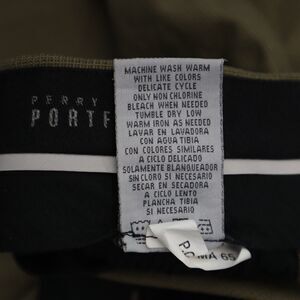 PERRY
PORTF
MACHINE WASH WARM
WITH LIKE COLORS
DELICATE CYCLE
ONLY NON CHLORINE
BLEACH WHEN NEEDED
TUMBLE DRY LOW
WARM IRON AS NEEDED
LAVAR EN LAVADORA
CON AGUA TIBIA
CON COLORES SIMILARES
A CICLO DELICADO
SOLAMENTE BLANQUEADOR
SIN CLORO SI NECESARIO
SECAR EN SECADORA
A CICLO LENTO
PLANCHA TIBIA
SI NECESARIO